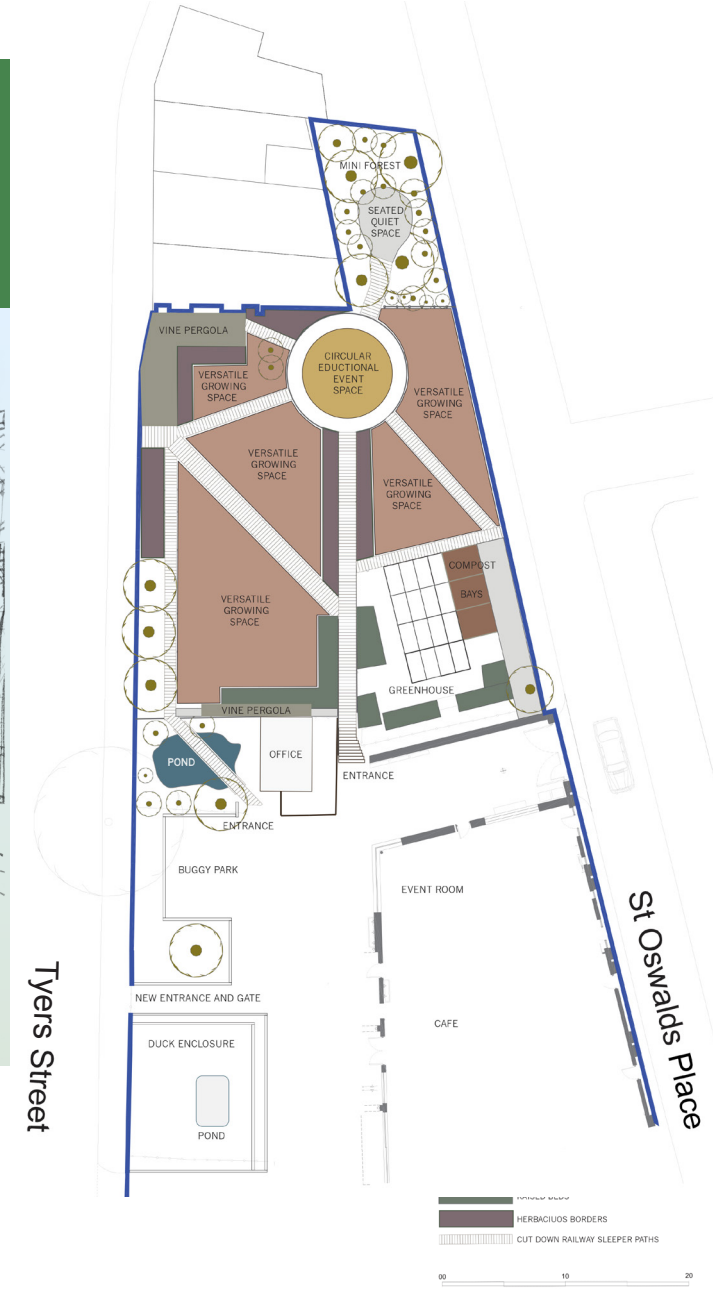 MINI FOREST
SEATED
QUIET
SPACE
VINE PERGOLA
CIRCULAR
EDUCTIONAL
EVENT
SPACE
VERSATILE
GROWING
SPACE
VERSATILE
GROWING
SPACE
VERSATILE
GROWING
SPACE
VERSATILE
GROWING
SPACE
COMPOST
BAYS
VERSATILE
GROWING
SPACE
GREENHOUSE
VINE PERGOLA
POND
OFFICE
ENTRANCE
ENTRANCE
BUGGY PARK
EVENT ROOM
St Oswalds Place
Tyers Street
NEW ENTRANCE AND GATE
CAFE
DUCK ENCLOSURE
POND
RAISED BEDS
HERBACIUOS BORDERS
CUT DOWN RAILWAY SLEEPER PATHS
00 10 20